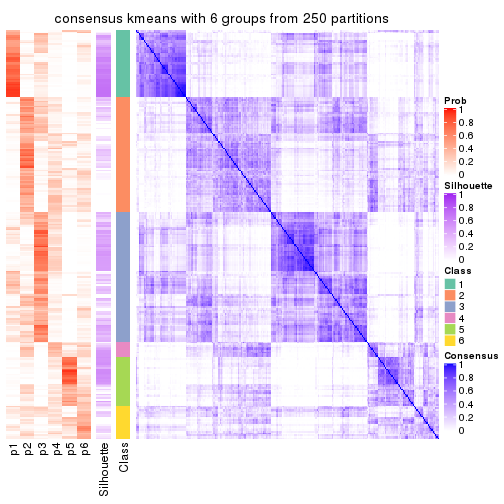 consensus kmeans with 6 groups from 250 partitions
Prob
1
0.8
0.6
0.4
0.2
0
Silhouette
1
0.8
0.6
0.4
0.2
0
Class
1
2
3
4
5
6
Consensus
1
0.8
0.6
0.4
0.2
0
p1
p2
p3
p4
p5
p6
Silhouette
Class